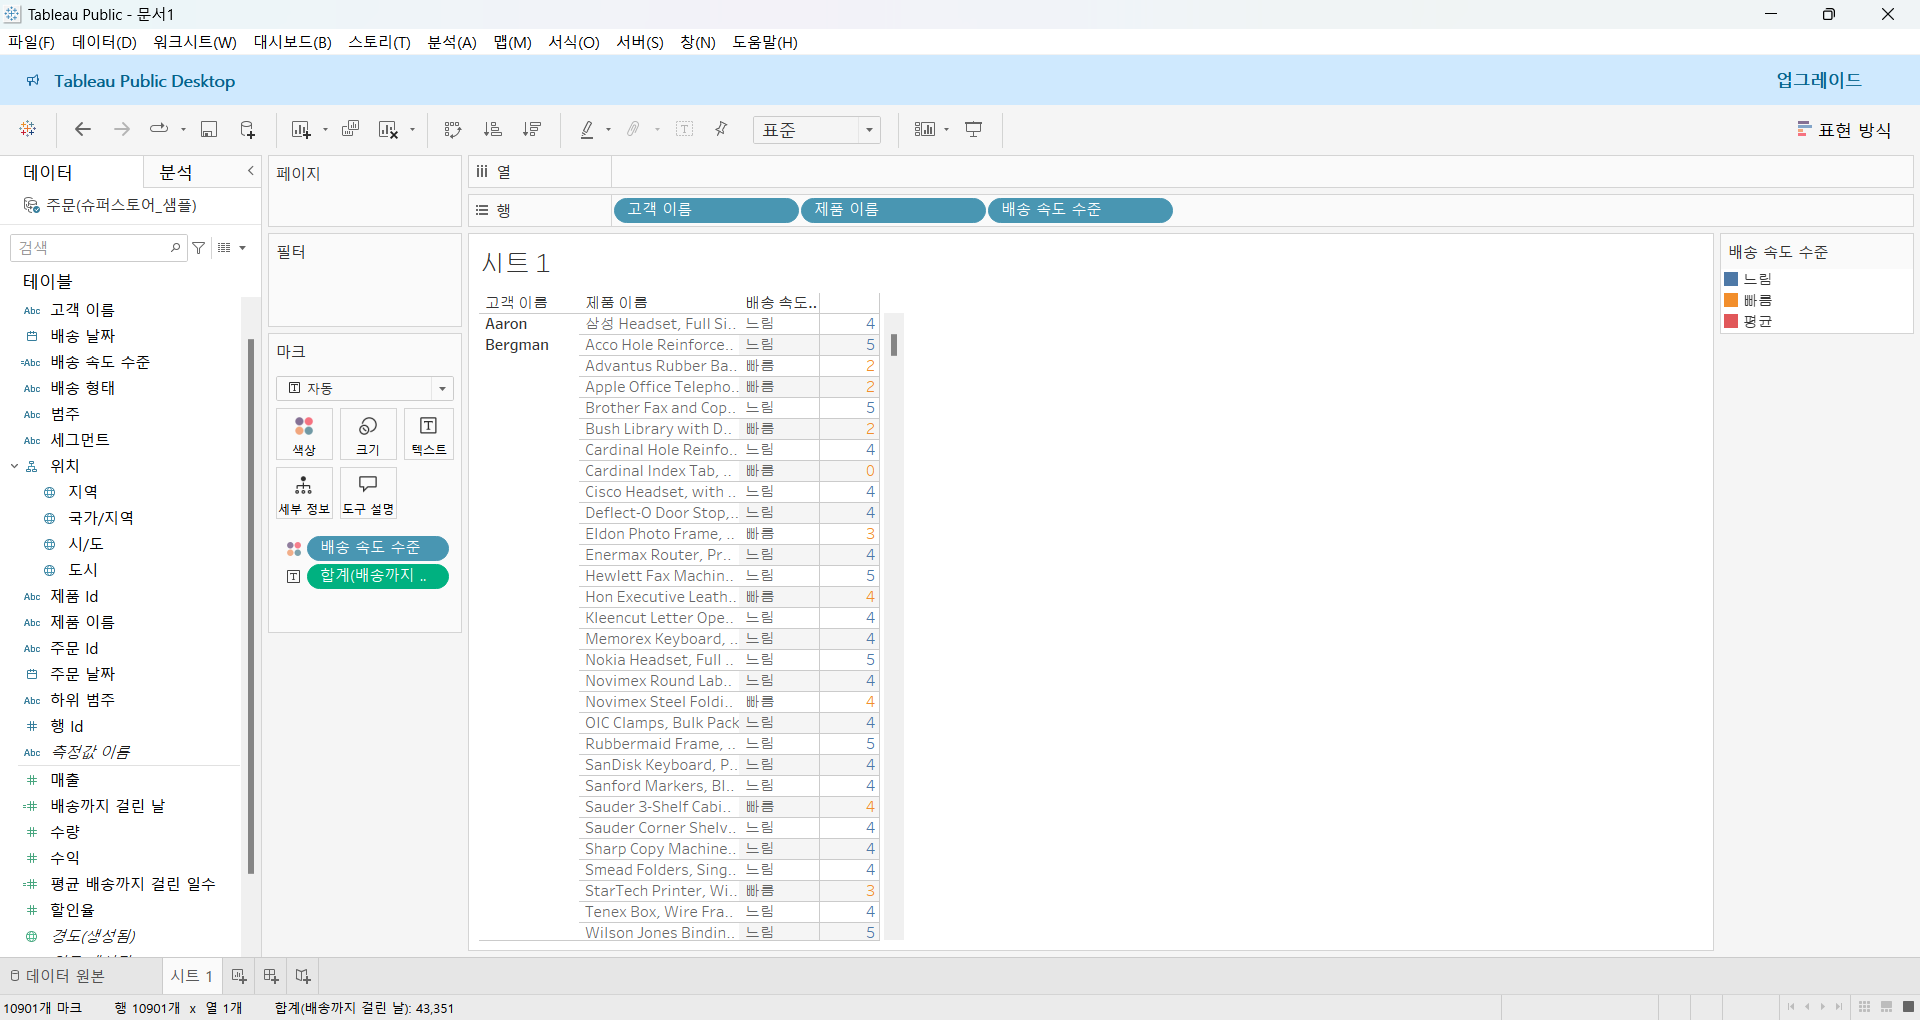 Tableau Public - 문서1
파일(F) 데이터(D) 워크시트(W) 대시보드(B) 스토리(T) 분석(A) 맵(M) 서식(O) 서버(S) 창(N) 도움말(H)
Tableau Public Desktop 업그레이드
표준 표현 방식
데이터 분석
주문(슈퍼스토어_샘플)
검색
테이블
Abc 고객 이름
배송 날짜
=Abc 배송 속도 수준
Abc 배송 형태
Abc 범주
Abc 세그먼트
위치
지역
국가/지역
시/도
도시
Abc 제품 Id
Abc 제품 이름
Abc 주문 Id
주문 날짜
Abc 하위 범주
# 행 Id
Abc 측정값 이름
# 매출
=# 배송까지 걸린 날
# 수량
# 수익
=# 평균 배송까지 걸린 일수
# 할인율
경도(생성됨)
페이지
필터
마크
자동
색상 크기 텍스트
세부 정보 도구 설명
배송 속도 수준
합계(배송까지 ..
열
행 고객 이름 제품 이름 배송 속도 수준
시트 1
고객 이름 제품 이름 배송 속도..
Aaron 삼성 Headset, Full Si.. 느림 4
Bergman Acco Hole Reinforce.. 느림 5
Advantus Rubber Ba.. 빠름 2
Apple Office Telepho.. 빠름 2
Brother Fax and Cop.. 느림 5
Bush Library with D.. 빠름 2
Cardinal Hole Reinfo.. 느림 4
Cardinal Index Tab, .. 빠름 0
Cisco Headset, with .. 느림 4
Deflect-O Door Stop,.. 느림 4
Eldon Photo Frame, .. 빠름 3
Enermax Router, Pr.. 느림 4
Hewlett Fax Machin.. 느림 5
Hon Executive Leath.. 빠름 4
Kleencut Letter Ope.. 느림 4
Memorex Keyboard, .. 느림 4
Nokia Headset, Full .. 느림 5
Novimex Round Lab.. 느림 4
Novimex Steel Foldi.. 빠름 4
OIC Clamps, Bulk Pack 느림 4
Rubbermaid Frame, .. 느림 5
SanDisk Keyboard, P.. 느림 4
Sanford Markers, Bl.. 느림 4
Sauder 3-Shelf Cabi.. 빠름 4
Sauder Corner Shelv.. 느림 4
Sharp Copy Machine.. 느림 4
Smead Folders, Sing.. 느림 4
StarTech Printer, Wi.. 빠름 3
Tenex Box, Wire Fra.. 느림 4
Wilson Jones Bindin.. 느림 5
배송 속도 수준
느림
빠름
평균
데이터 원본 시트 1
10901개 마크 행 10901개 x 열 1개 합계(배송까지 걸린 날): 43,351